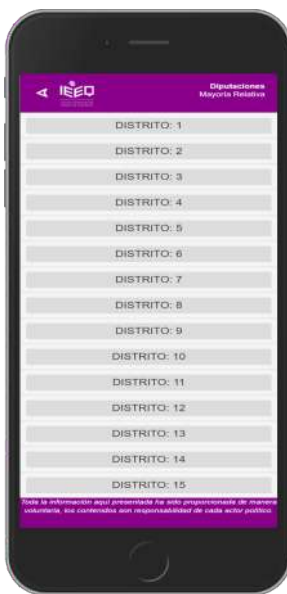 IEEQ
Diputaciones
Mayoría Relativa
DISTRITO: 1
DISTRITO: 2
DISTRITO: 3
DISTRITO: 4
DISTRITO: 5
DISTRITO: 6
DISTRITO: 7
DISTRITO: 8
DISTRITO: 9
DISTRITO: 10
DISTRITO: 11
DISTRITO: 12
DISTRITO: 13
DISTRITO: 14
DISTRITO: 15
Toda la información aquí presentada ha sido proporcionada de manera
voluntaria, los contenidos son responsabilidad de cada actor político.